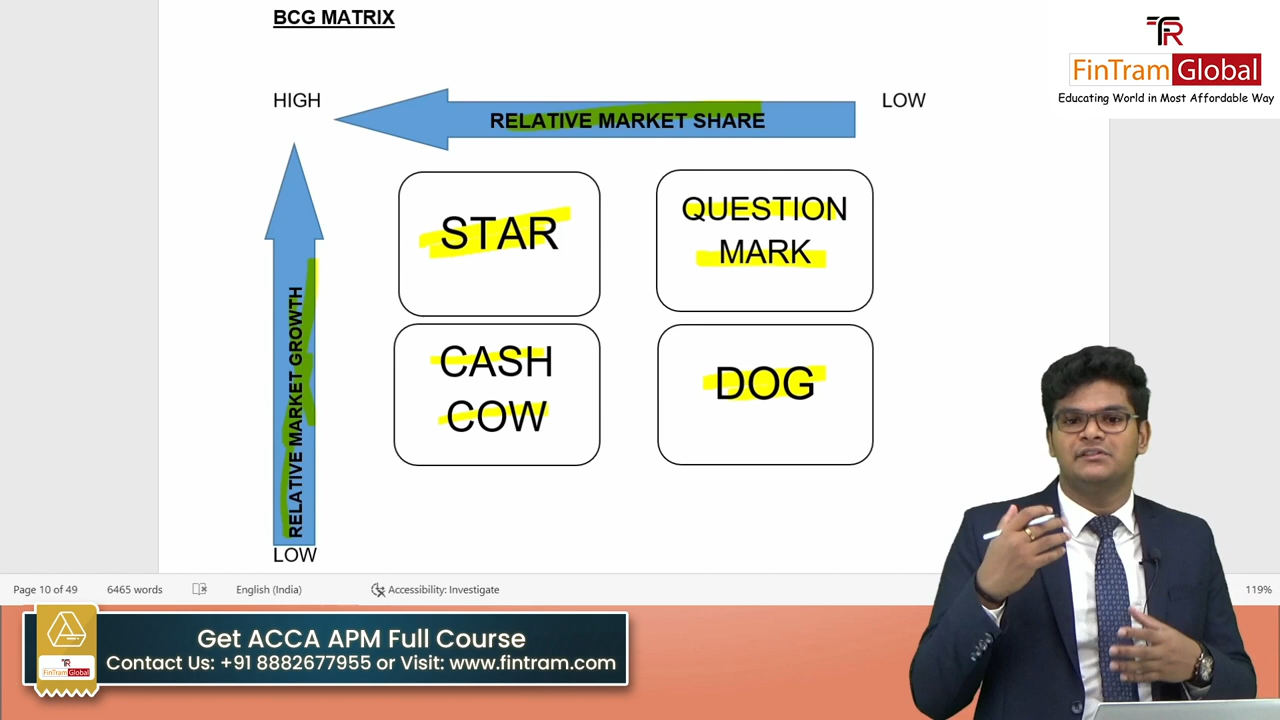 BCG MATRIX
TR
FinTram Global
Educating World in Most Affordable Way
HIGH
RELATIVE MARKET SHARE
LOW
STAR
QUESTION
MARK
RELATIVE MARKET GROWTH
CASH
COW
DOG
LOW
Page 10 of 49
6465 words
English (India)
Accessibility: Investigate
119%
TR
FinTram Global
Get ACCA APM Full Course
Contact Us: +91 8882677955 or Visit: www.fintram.com